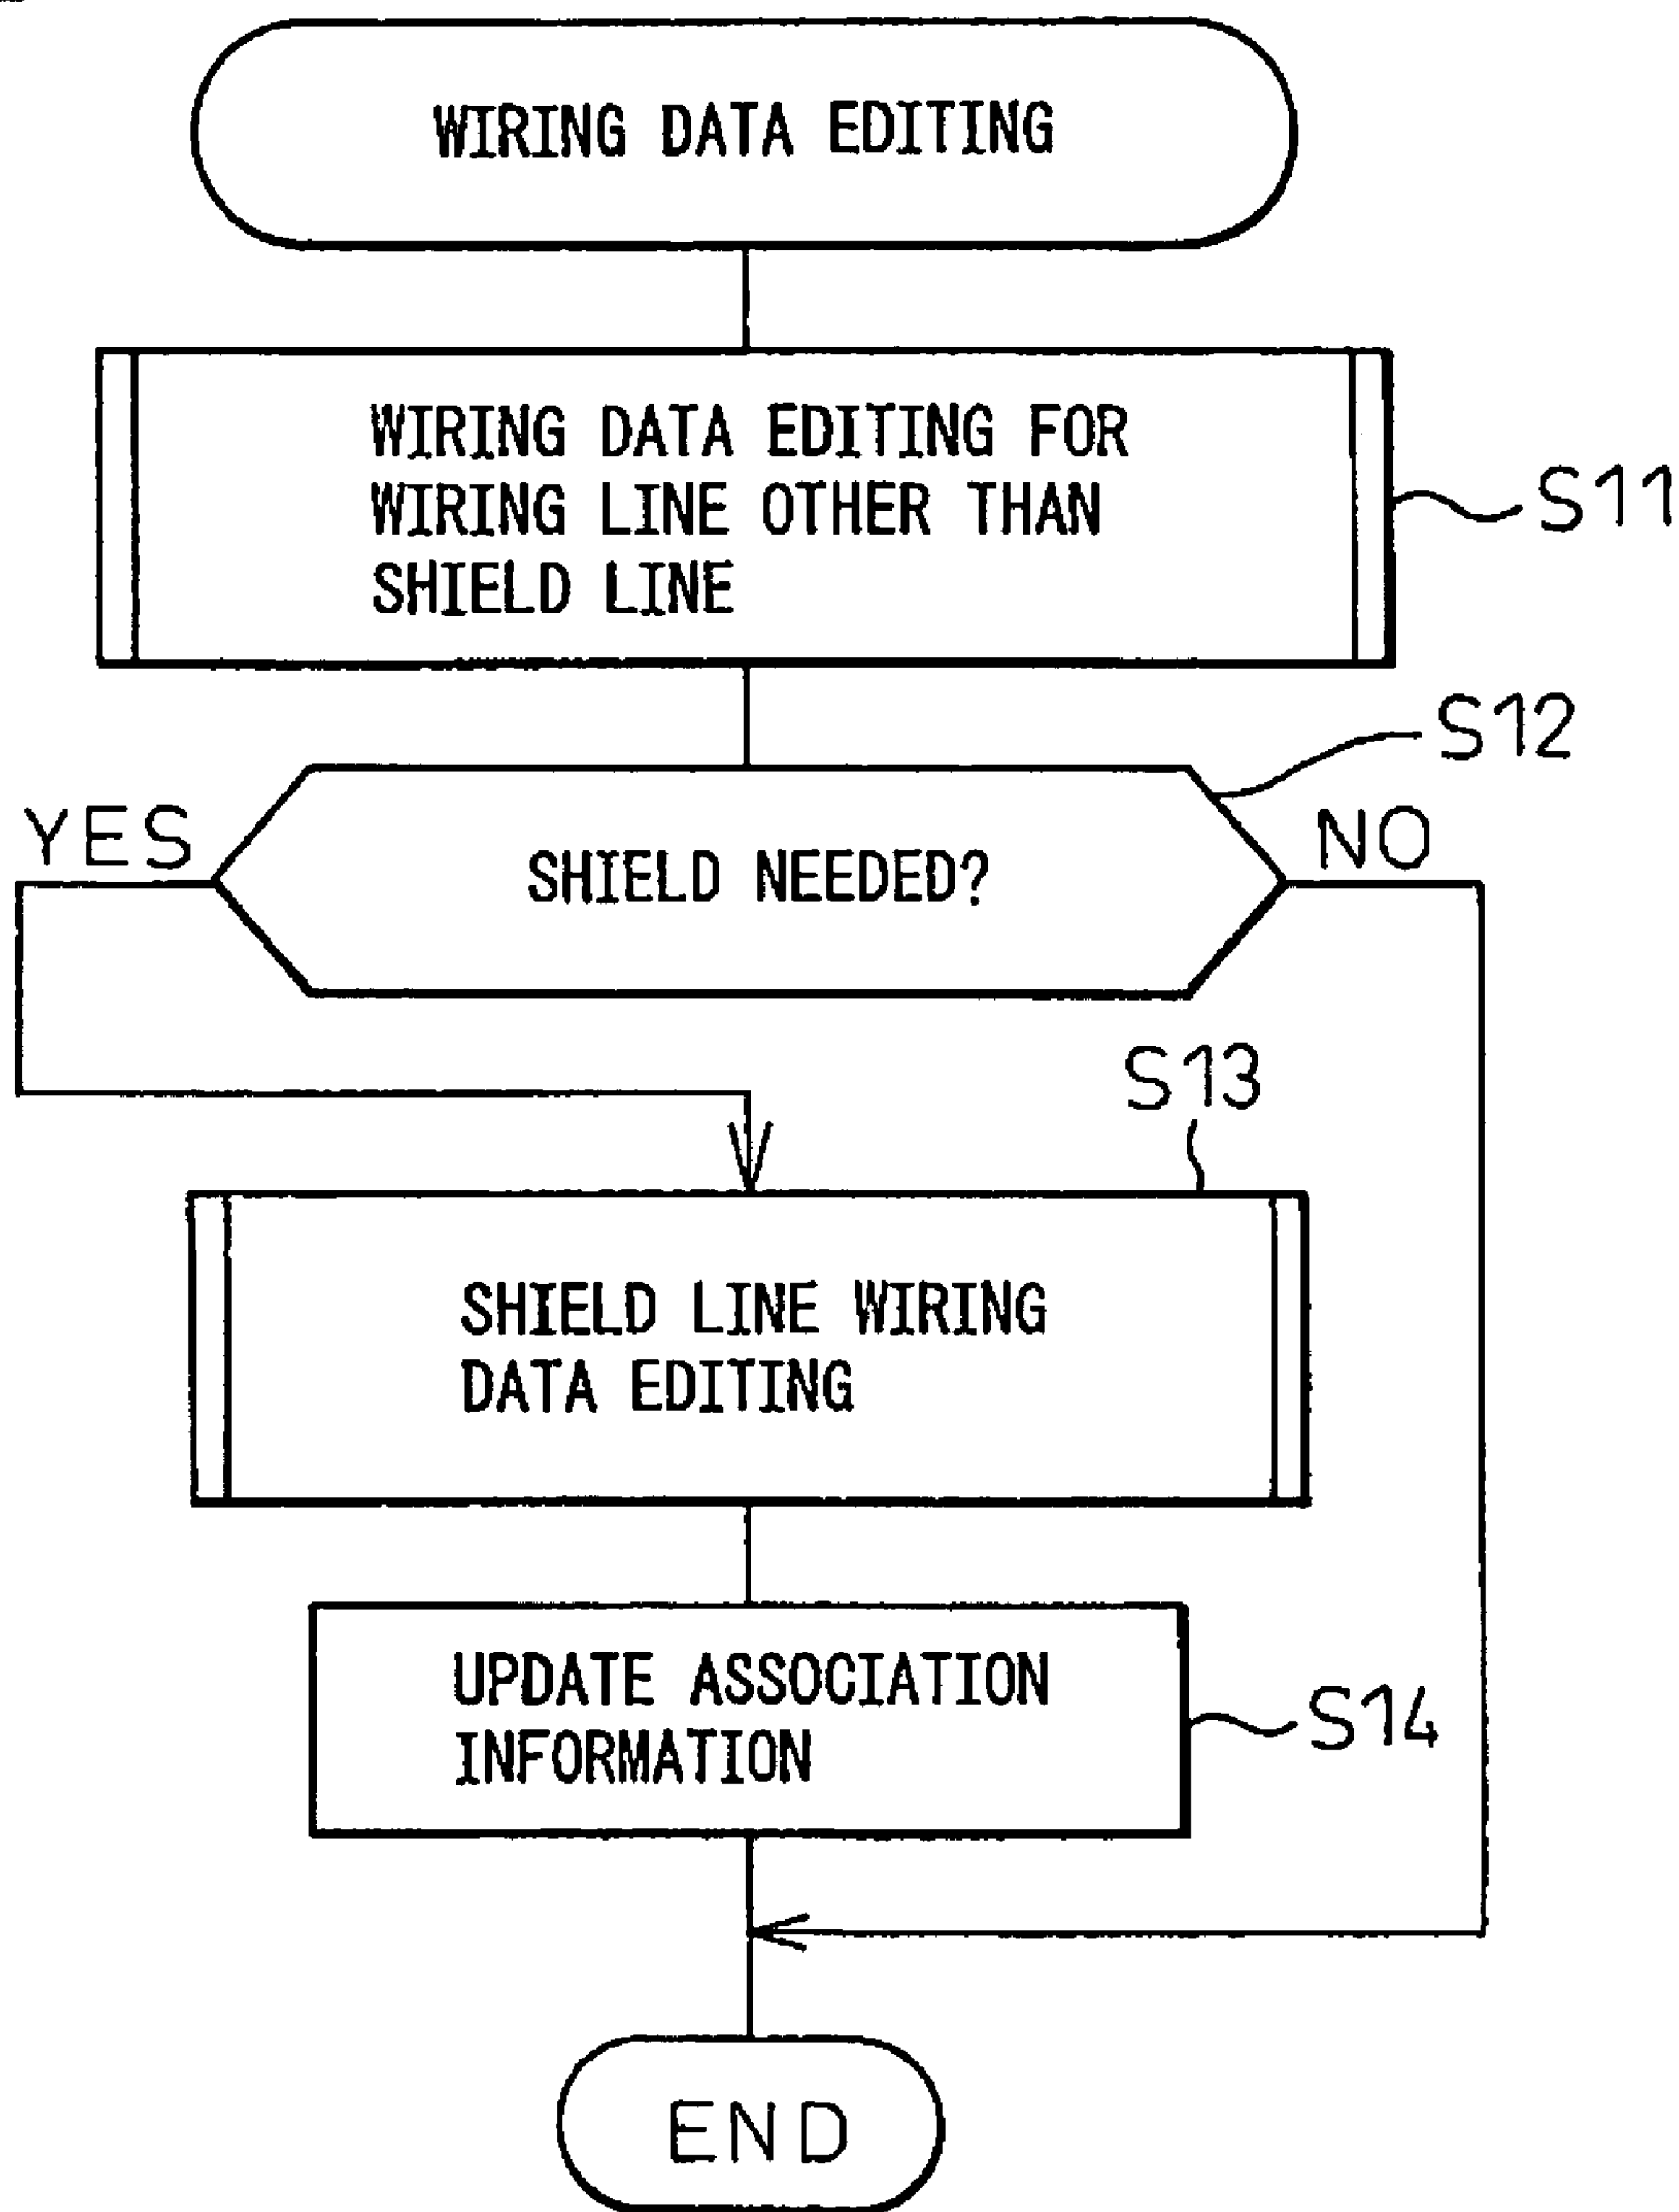 WIRING DATA EDITING
WIRING DATA EDITING FOR
WIRING LINE OTHER THAN
SHIELD LINE
S11
S12
YES
SHIELD NEEDED?
NO
S13
SHIELD LINE WIRING
DATA EDITING
UPDATE ASSOCIATION
INFORMATION
S14
END